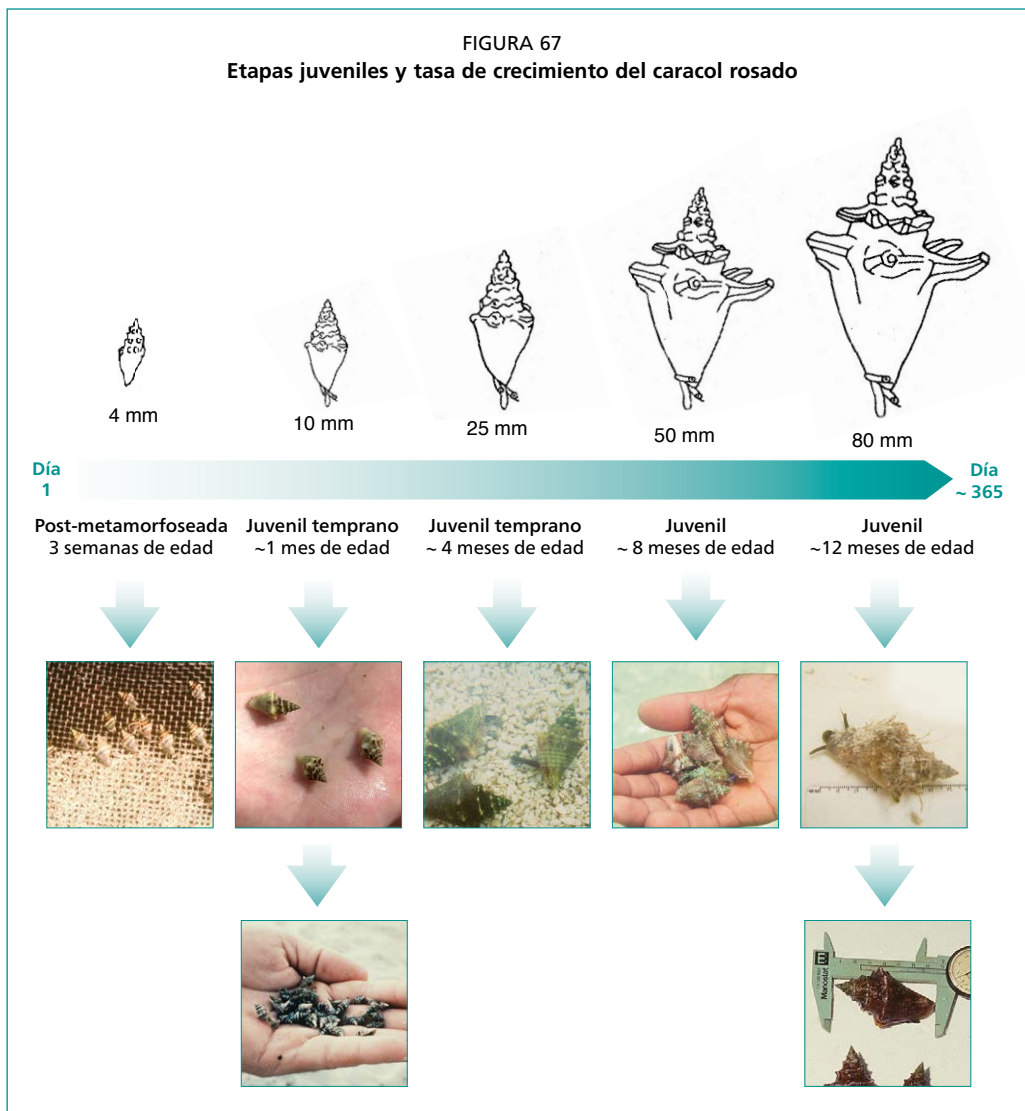 FIGURA 67
Etapas juveniles y tasa de crecimiento del caracol rosado
4 mm
10 mm
25 mm
50 mm
80 mm
Día
1
Día
~ 365
Post-metamorfoseada
3 semanas de edad
Juvenil temprano
~1 mes de edad
Juvenil temprano
~ 4 meses de edad
Juvenil
~ 8 meses de edad
Juvenil
~12 meses de edad
Manostat